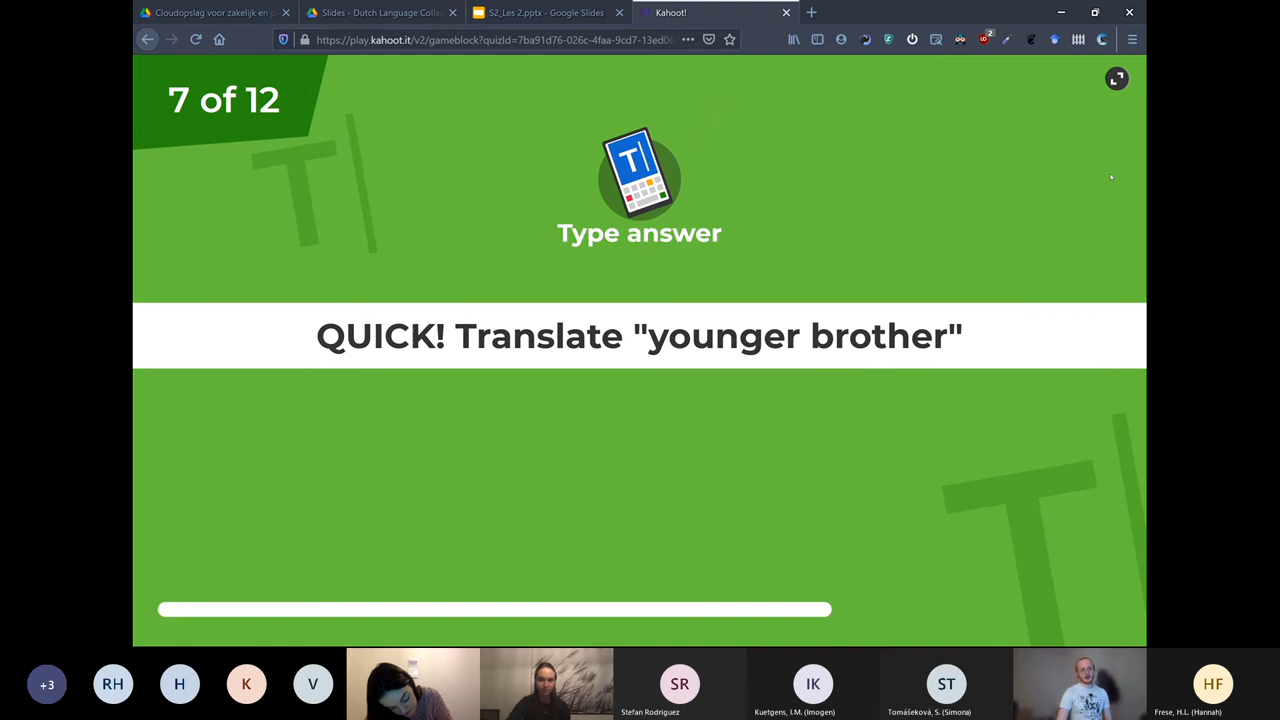 Cloudopslag voor zakelijk en p
Slides - Dutch Language Colla
S2_Les 2.pptx - Google Slides
Kahoot!
https://play.kahoot.it/v2/gameblock?quizId=7ba91d76-026c-4faa-9cd7-13ed06
2
7 of 12
T
T
Type answer
QUICK! Translate "younger brother"
T
+3
RH
H
K
V
SR
IK
ST
HF
Stefan Rodriguez
Kuetgens, I.M. (Imogen)
Tomášeková, S. (Simona)
Frese, H.L. (Hannah)